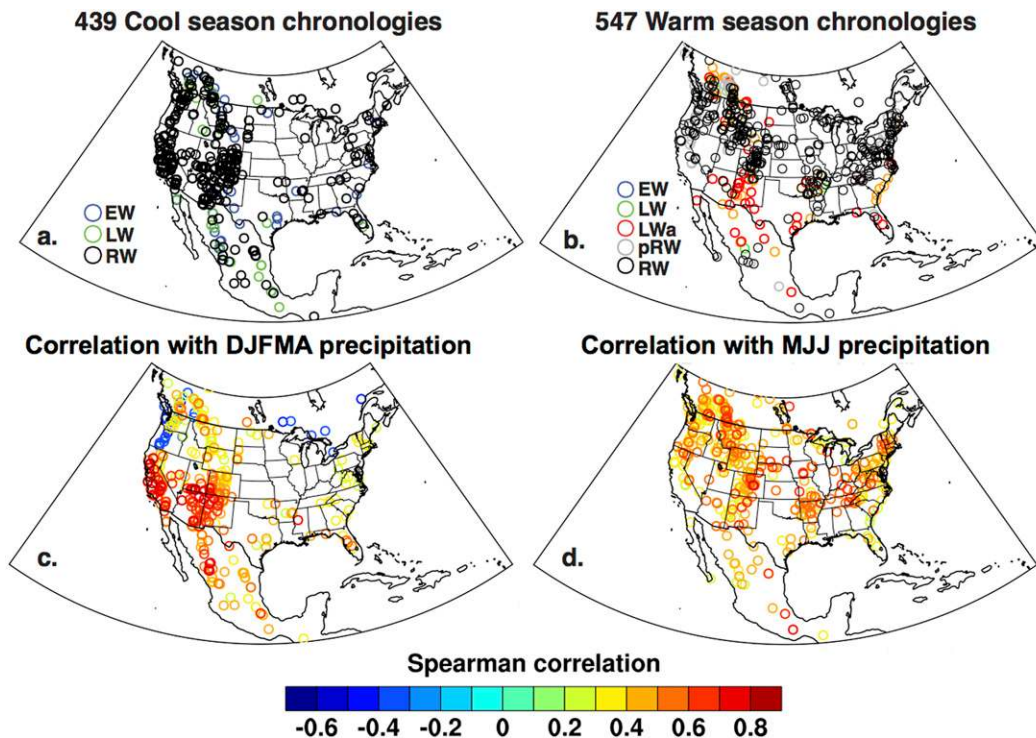 439 Cool season chronologies
547 Warm season chronologies
EW
LW
RW
a.
EW
LW
LWa
pRW
RW
b.
Correlation with DJFMA precipitation
Correlation with MJJ precipitation
c.
d.
Spearman correlation
-0.6 -0.4 -0.2 0 0.2 0.4 0.6 0.8